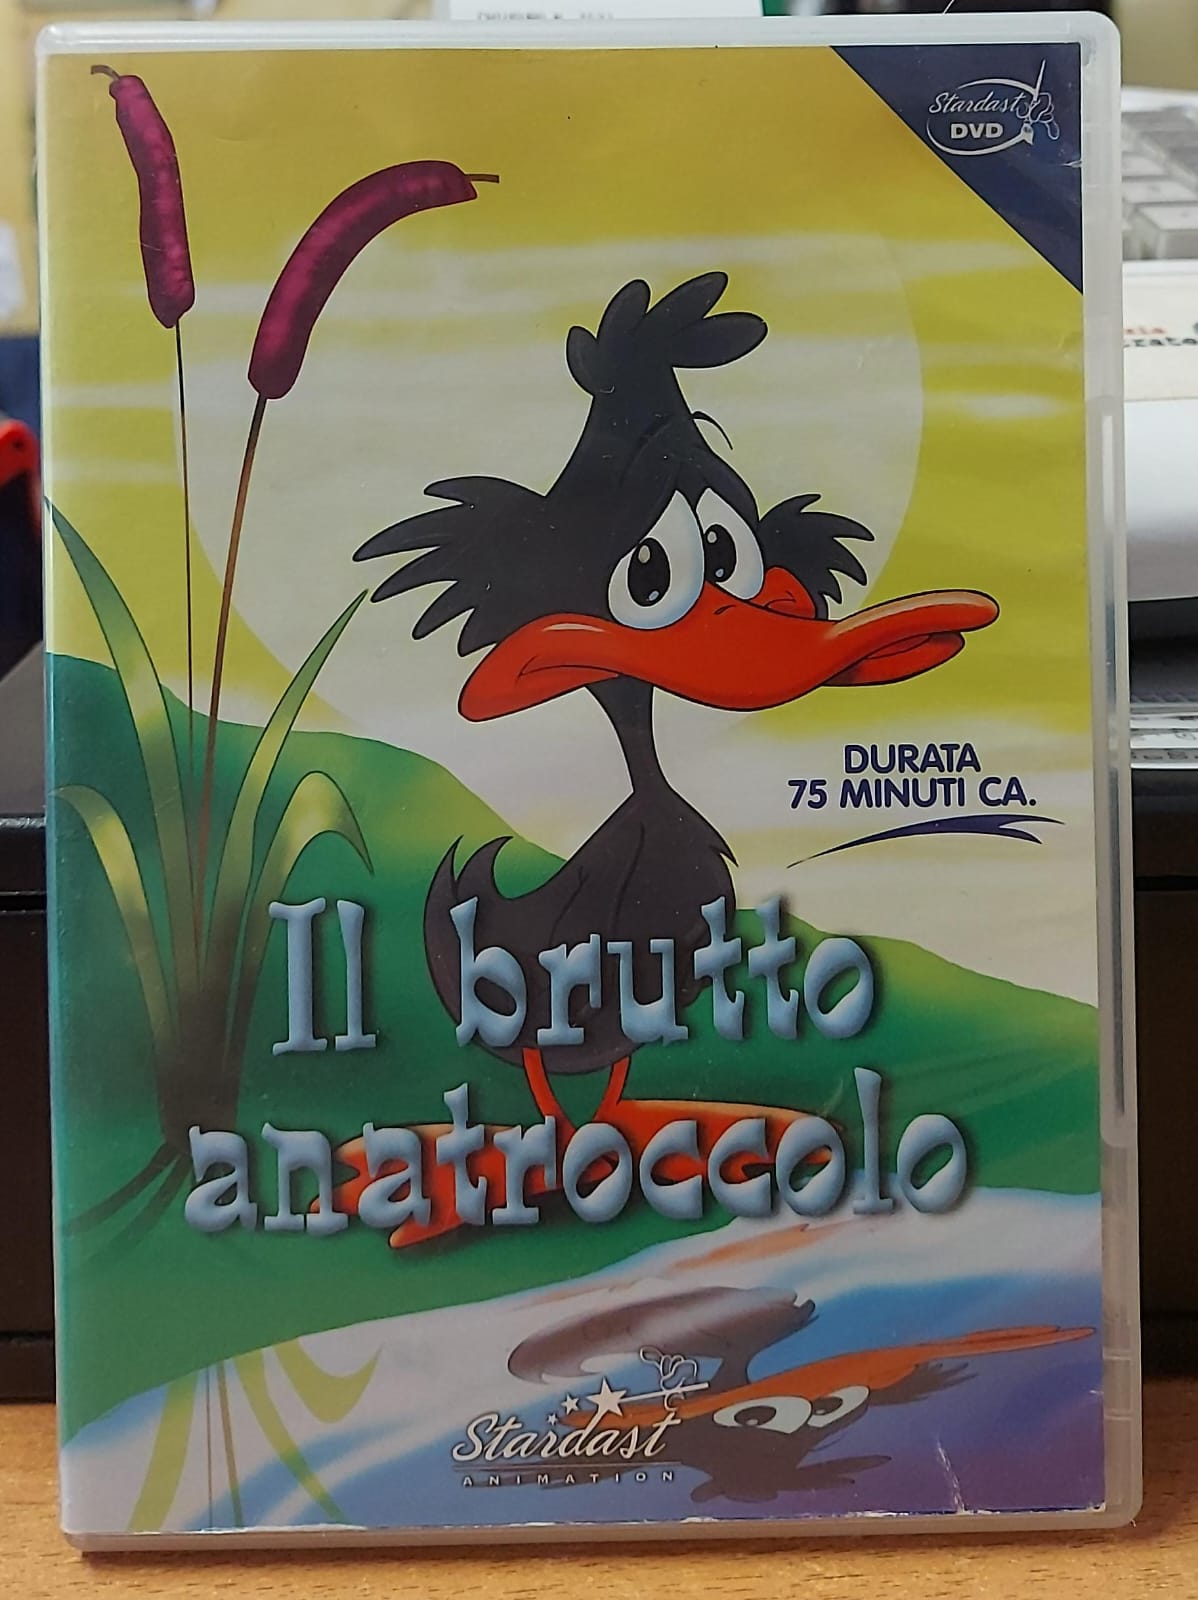 Stardast
DVD
DURATA
75 MINUTI CA.
Il brutto
anatroccolo
Stardast
ANIMATION